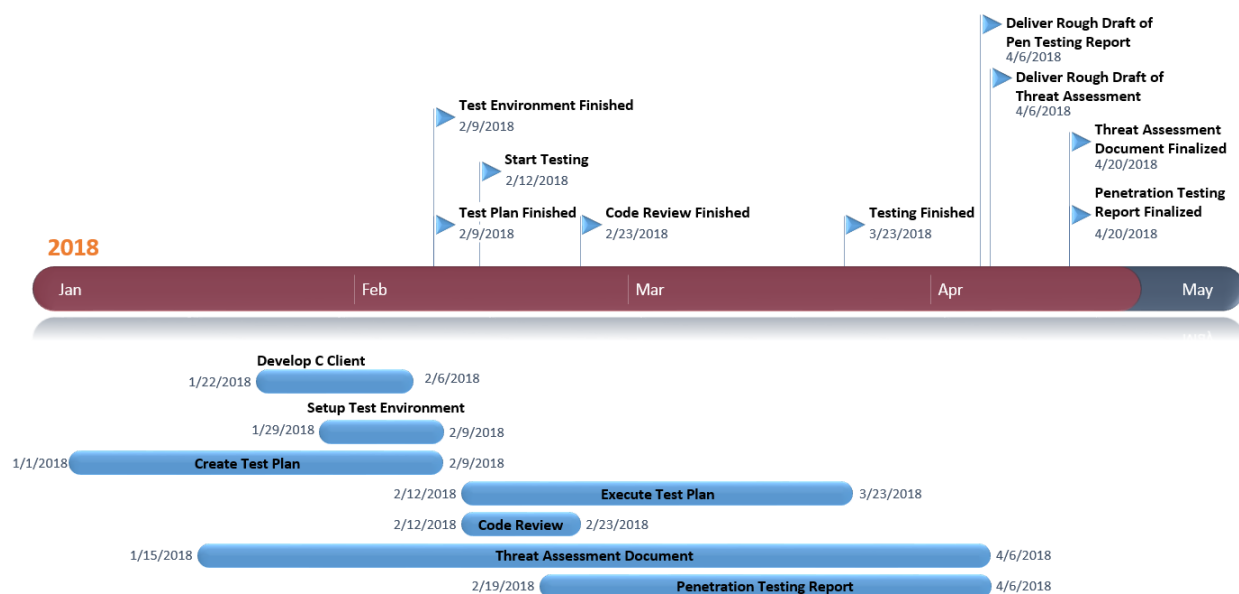 Deliver Rough Draft of
Pen Testing Report
4/6/2018
Deliver Rough Draft of
Threat Assessment
4/6/2018
Test Environment Finished
2/9/2018
Threat Assessment
Document Finalized
4/20/2018
Start Testing
2/12/2018
Penetration Testing
Report Finalized
4/20/2018
Test Plan Finished
2/9/2018
Code Review Finished
2/23/2018
Testing Finished
3/23/2018
2018
Jan Feb Mar Apr May
Develop C Client
1/22/2018 2/6/2018
Setup Test Environment
1/29/2018 2/9/2018
1/1/2018 Create Test Plan 2/9/2018
2/12/2018 Execute Test Plan 3/23/2018
2/12/2018 Code Review 2/23/2018
1/15/2018 Threat Assessment Document 4/6/2018
2/19/2018 Penetration Testing Report 4/6/2018